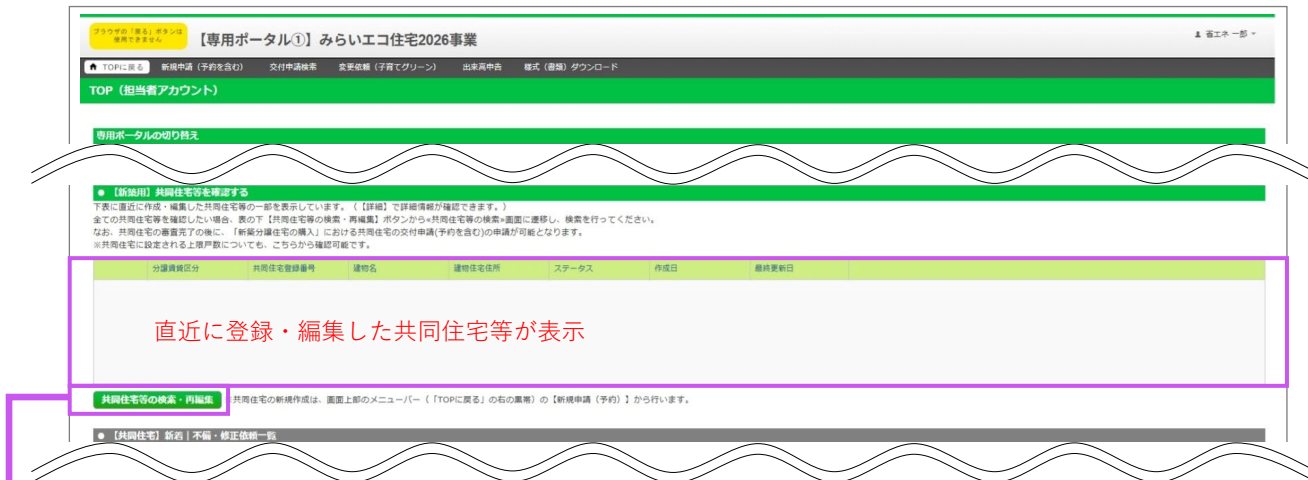 ブラウザの「戻る」ボタンは
使用できません
【専用ポータル①】みらいエコ住宅2026事業
省エネ 一郎
TOPに戻る 新規申請（予約を含む） 交付申請検索 変更依頼（子育てグリーン） 出来高申告 様式（書類）ダウンロード
TOP（担当者アカウント）
専用ポータルの切り替え
● 【新築用】共同住宅等を確認する
下表に直近に作成・編集した共同住宅等の一部を表示しています。（【詳細】で詳細情報が確認できます。）
全ての共同住宅等を確認したい場合、表の下【共同住宅等の検索・再編集】ボタンから«共同住宅等の検索»画面に遷移し、検索を行ってください。
なお、共同住宅の審査完了の後に、「新築分譲住宅の購入」における共同住宅の交付申請(予約を含む)の申請が可能となります。
※共同住宅に設定される上限戸数についても、こちらから確認可能です。
分譲賃貸区分 共同住宅登録番号 建物名 建物住宅住所 ステータス 作成日 最終更新日
直近に登録・編集した共同住宅等が表示
共同住宅等の検索・再編集 ※共同住宅の新規作成は、画面上部のメニューバー（「TOPに戻る」の右の黒帯）の【新規申請（予約）】から行います。
● 【共同住宅】新着｜不備・修正依頼一覧